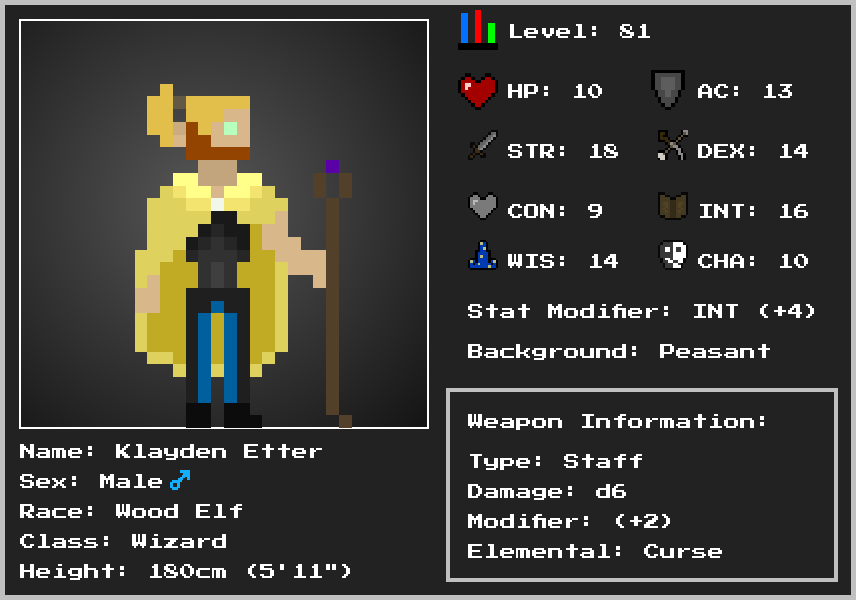 Level: 81
HP: 10 AC: 13
STR: 18 DEX: 14
CON: 9 INT: 16
WIS: 14 CHA: 10
Stat Modifier: INT (+4)
Background: Peasant
Weapon Information:
Type: Staff
Damage: d6
Modifier: (+2)
Elemental: Curse
Name: Klayden Etter
Sex: Male ♂
Race: Wood Elf
Class: Wizard
Height: 180cm (5'11")